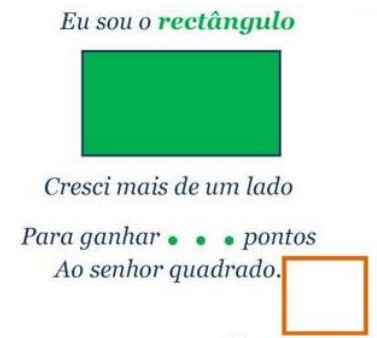 Eu sou o rectângulo
Cresci mais de um lado
Para ganhar • • • pontos
Ao senhor quadrado.